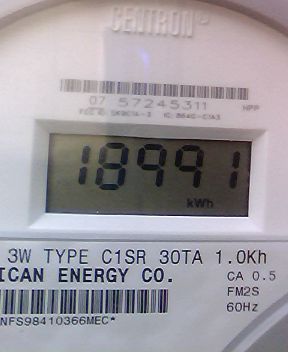 CENTRON
07 57245311 HPP
18991
kWh
3W TYPE C1SR 30TA 1.0Kh
ICAN ENERGY CO. CA 0.5
FM2S
60Hz
NFS98410366MEC*